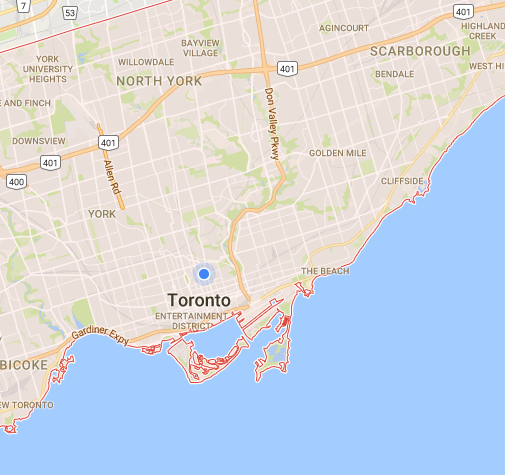 7
53
401
HIGHLAND
CREEK
AGINCOURT
BAYVIEW
VILLAGE
SCARBOROUGH
YORK
UNIVERSITY
HEIGHTS
WILLOWDALE
401
WEST HI
BENDALE
NORTH YORK
E AND FINCH
Don Valley Pkwy
DOWNSVIEW
401
GOLDEN MILE
401
Allen Rd
400
CLIFFSIDE
YORK
THE BEACH
Toronto
ENTERTAINMENT
DISTRICT
Gardiner Expy
BICOKE
EW TORONTO